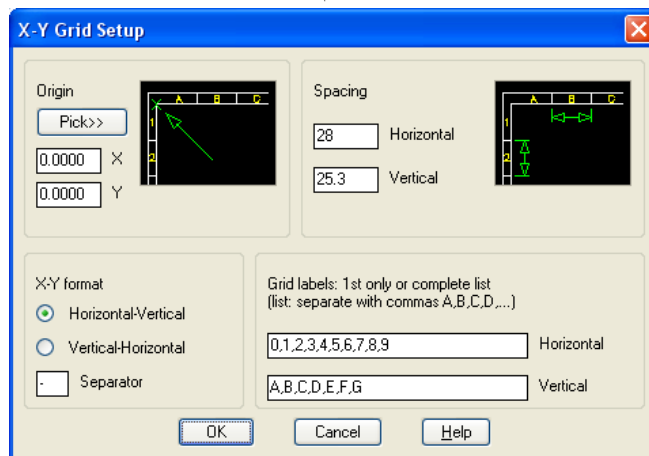 X-Y Grid Setup
Origin
Pick>>
0.0000 X
0.0000 Y
A B C
1
2
Spacing
28 Horizontal
25.3 Vertical
A B C
1
2
X-Y format
Horizontal-Vertical
Vertical-Horizontal
- Separator
Grid labels: 1st only or complete list
(list: separate with commas A,B,C,D,...)
0,1,2,3,4,5,6,7,8,9 Horizontal
A,B,C,D,E,F,G Vertical
OK Cancel Help